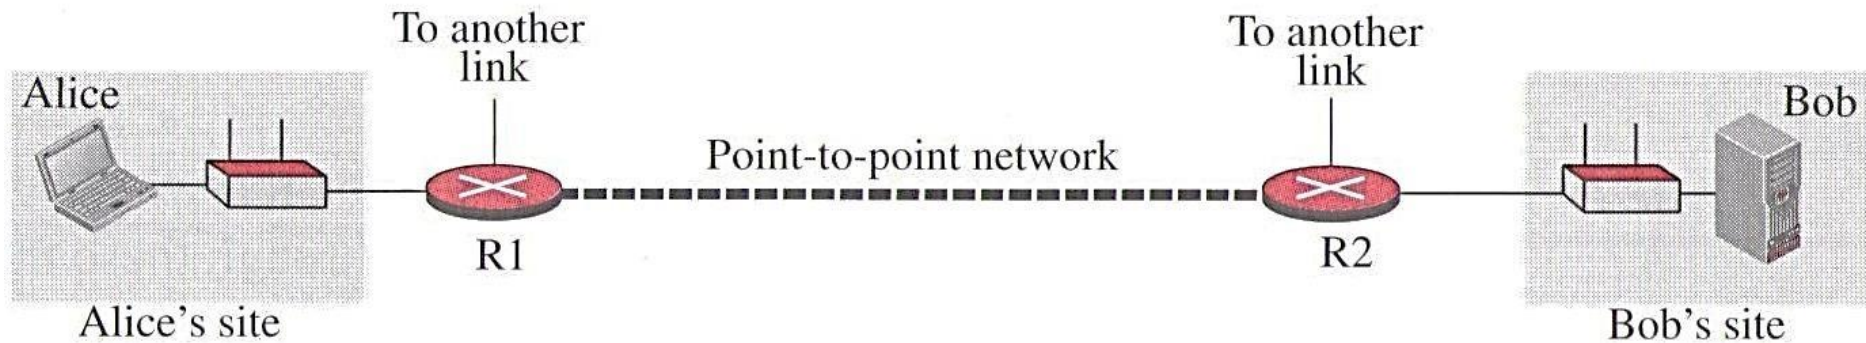 To another
link
To another
link
Alice
Bob
Point-to-point network
R1
R2
Alice's site
Bob's site